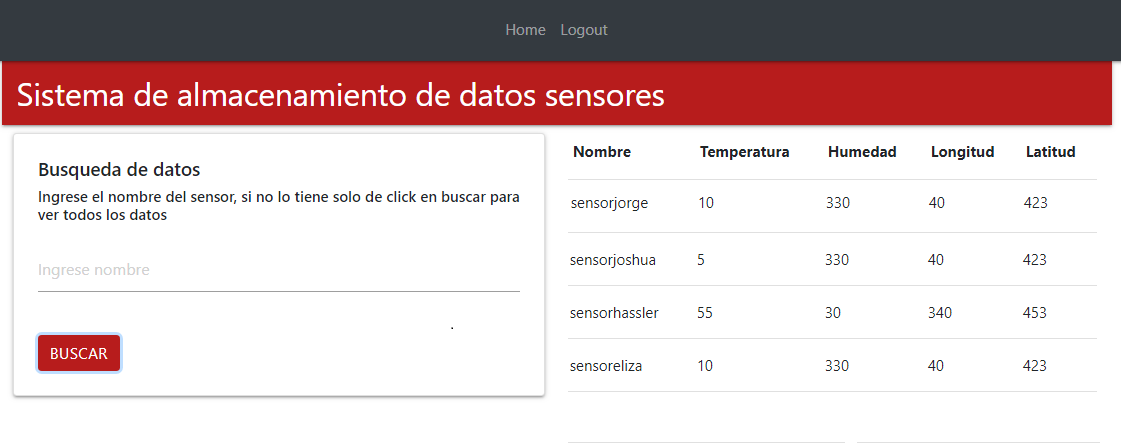 Home Logout
Sistema de almacenamiento de datos sensores
Busqueda de datos
Ingrese el nombre del sensor, si no lo tiene solo de click en buscar para
ver todos los datos
Ingrese nombre
BUSCAR
Nombre Temperatura Humedad Longitud Latitud
sensorjorge 10 330 40 423
sensorjoshua 5 330 40 423
sensorhassler 55 30 340 453
sensoreliza 10 330 40 423